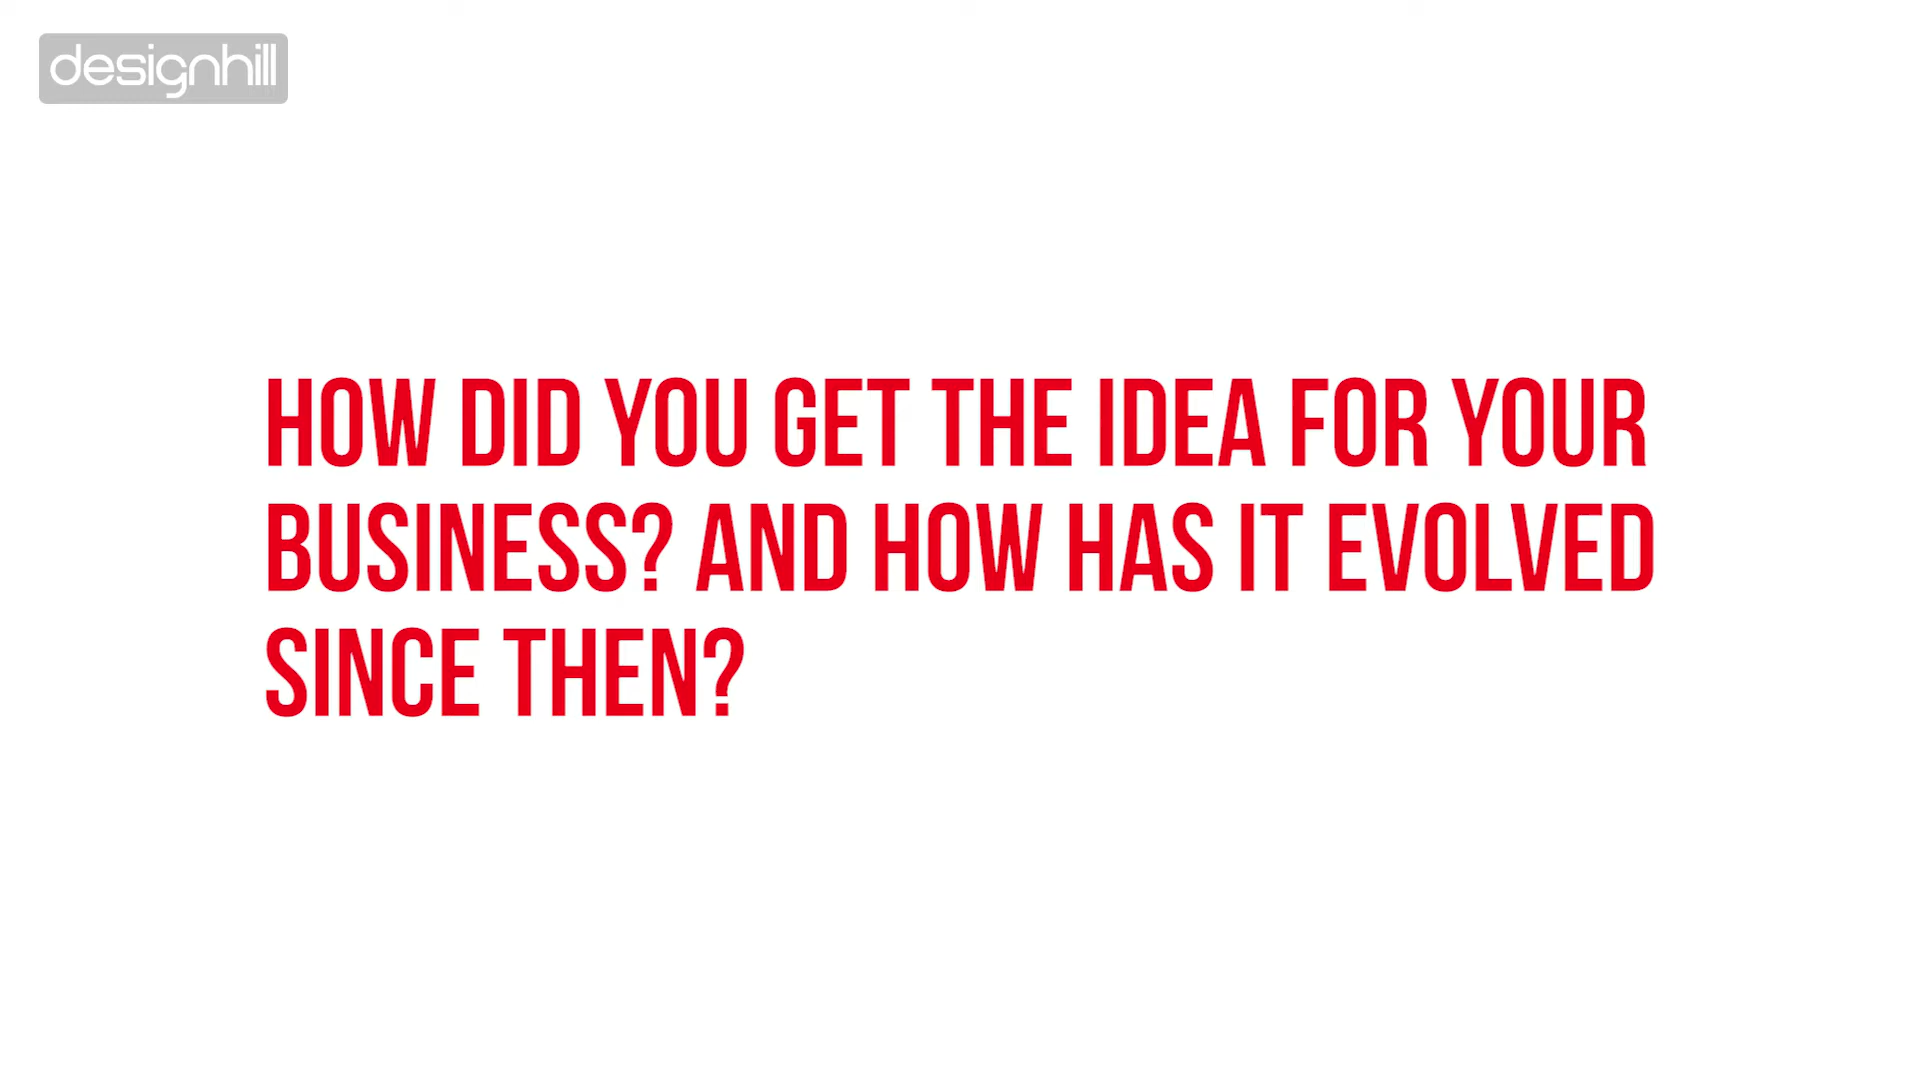 designhill
HOW DID YOU GET THE IDEA FOR YOUR
BUSINESS? AND HOW HAS IT EVOLVED
SINCE THEN?